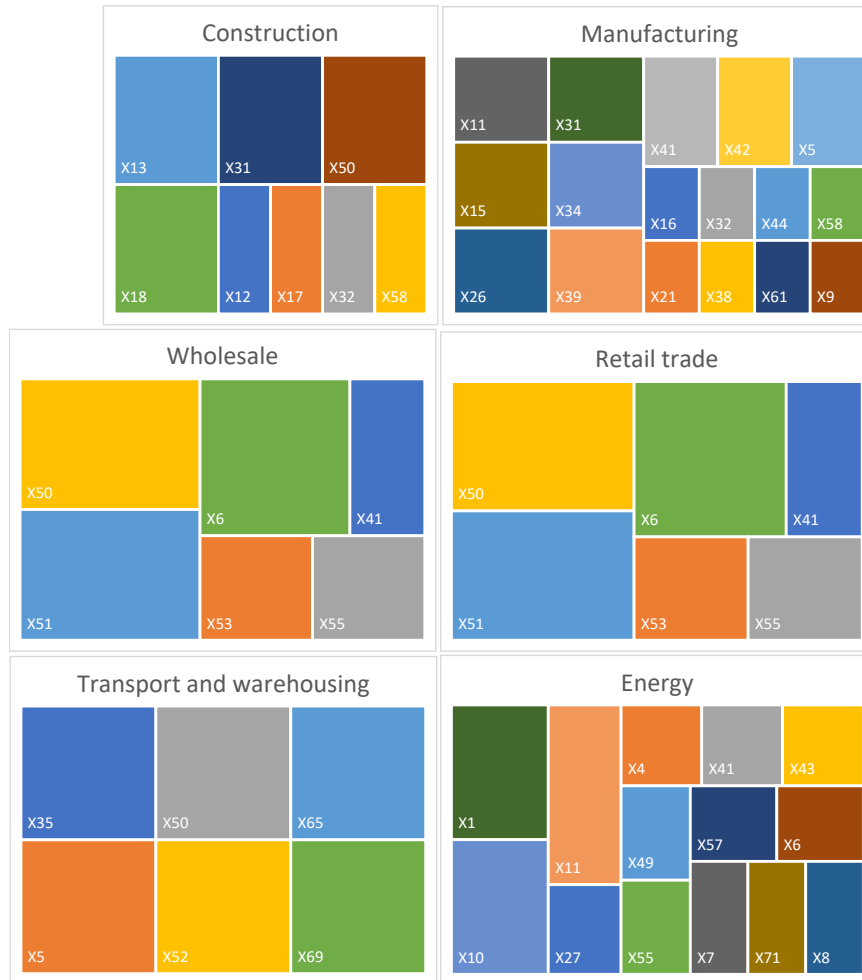 Construction
X13
X31
X50
X18
X12
X17
X32
X58
Manufacturing
X11
X31
X41
X42
X5
X15
X34
X16
X32
X44
X58
X26
X39
X21
X38
X61
X9
Wholesale
X50
X6
X41
X51
X53
X55
Retail trade
X50
X6
X41
X51
X53
X55
Transport and warehousing
X35
X50
X65
X5
X52
X69
Energy
X1
X11
X4
X41
X43
X49
X57
X6
X10
X27
X55
X7
X71
X8